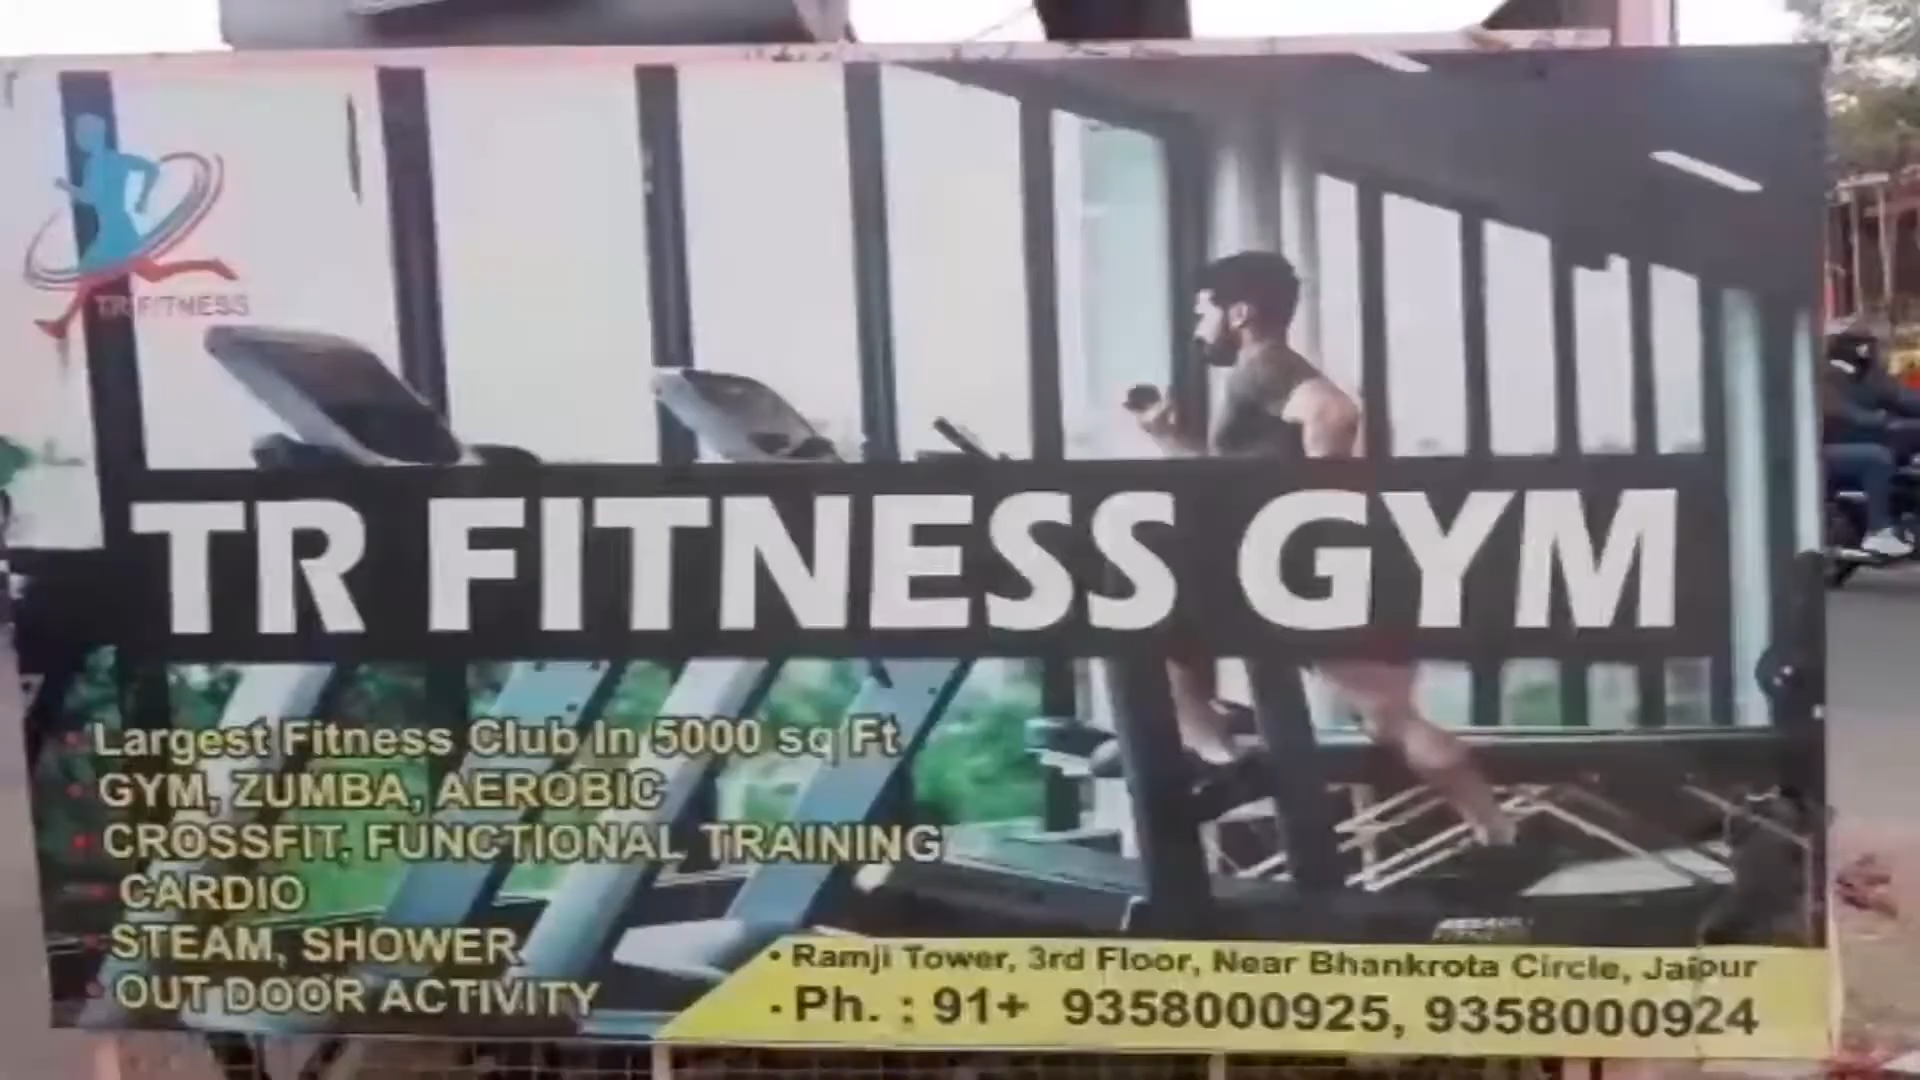 TR FITNESS
TR FITNESS GYM
• Largest Fitness Club In 5000 sq Ft
• GYM, ZUMBA, AEROBIC
• CROSSFIT, FUNCTIONAL TRAINING
• CARDIO
• STEAM, SHOWER
• OUT DOOR ACTIVITY
• Ramji Tower, 3rd Floor, Near Bhankrota Circle, Jaipur
• Ph. : 91+ 9358000925, 9358000924